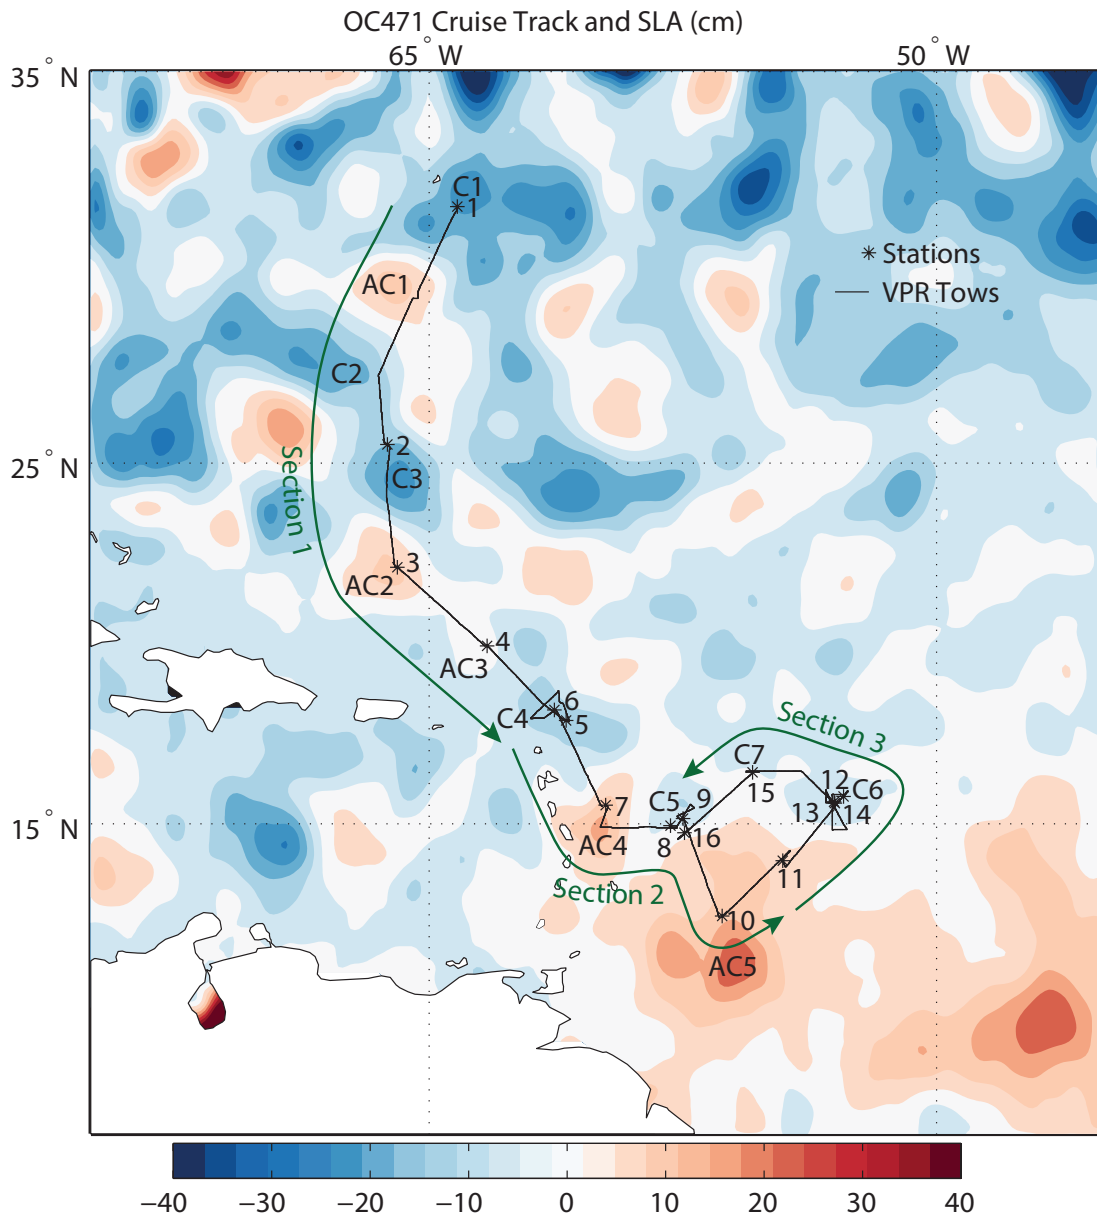 OC471 Cruise Track and SLA (cm)
65° W
50° W
35° N
C1
1
Stations
AC1
VPR Tows
C2
2
25° N
C3
Section 1
3
AC2
4
AC3
6
C4
5
Section 3
C7
12
C6
15
13
14
7
C5
9
15° N
8
16
AC4
11
Section 2
10
AC5
−40 −30 −20 −10 0 10 20 30 40